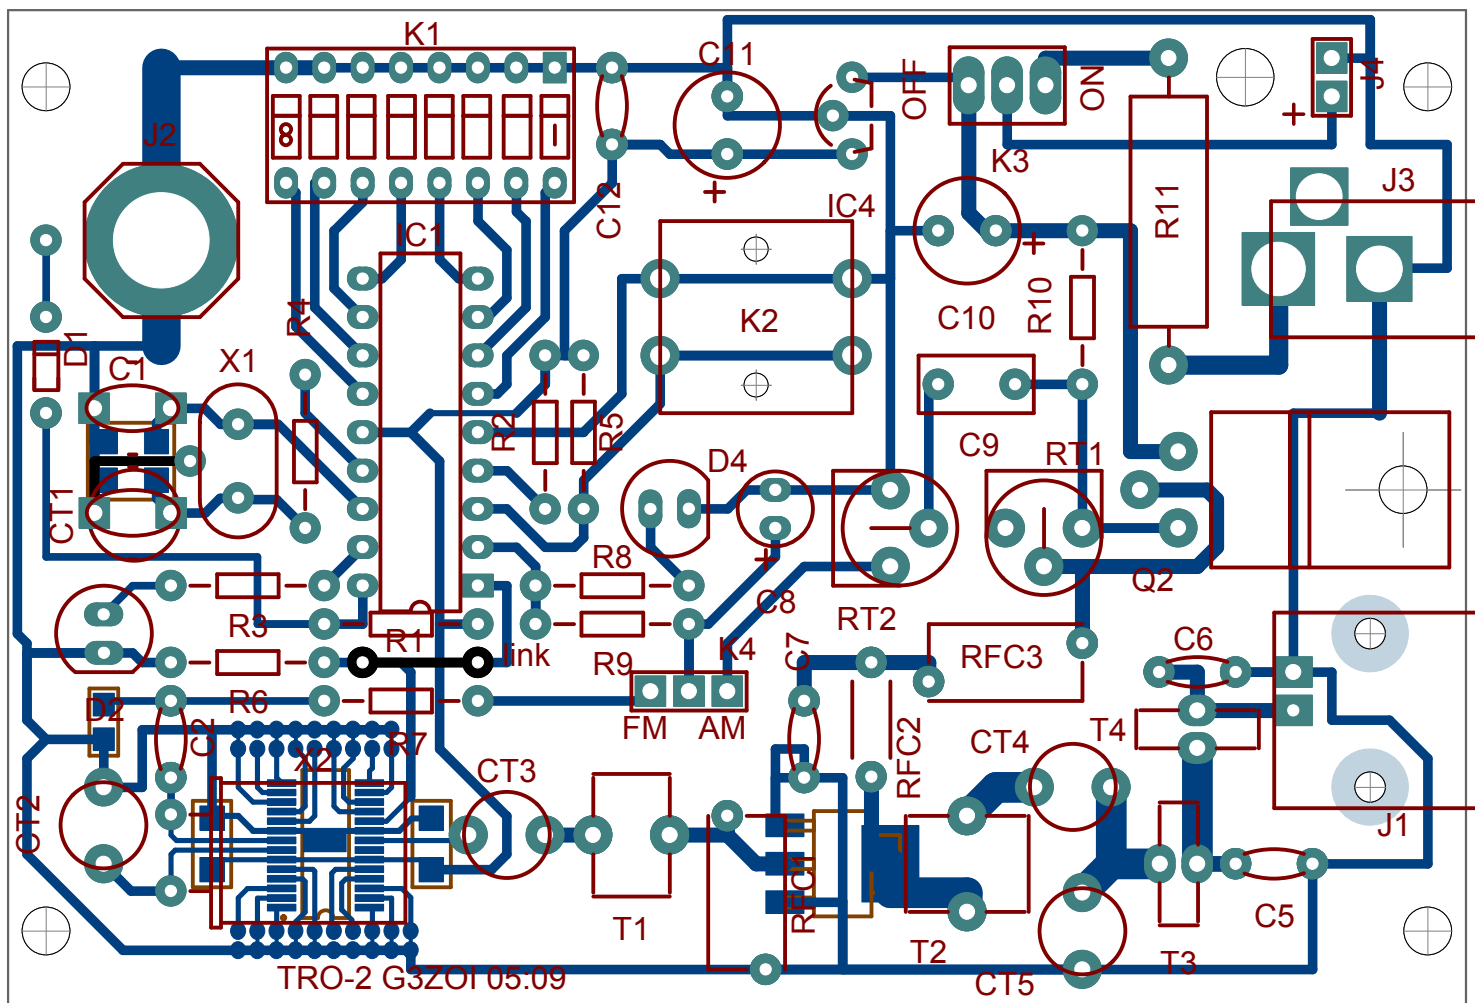 K1
C11
OFF
ON
J4
+
J2
8
I
+
K3
J3
C12
IC4
R11
IC1
+
R4
K2
C10
R10
D1
C1
X1
R2
R5
C9
RT1
D4
CT1
+
R8
Q2
C8
R3
R1
link
R9
K4
C7
RT2
RFC3
C6
R6
D2
C2
R7
FM
AM
RFC2
CT4
T4
X2
CT3
CT2
J1
RFC1
T1
T2
C5
T3
CT5
TRO-2 G3ZOI 05:09